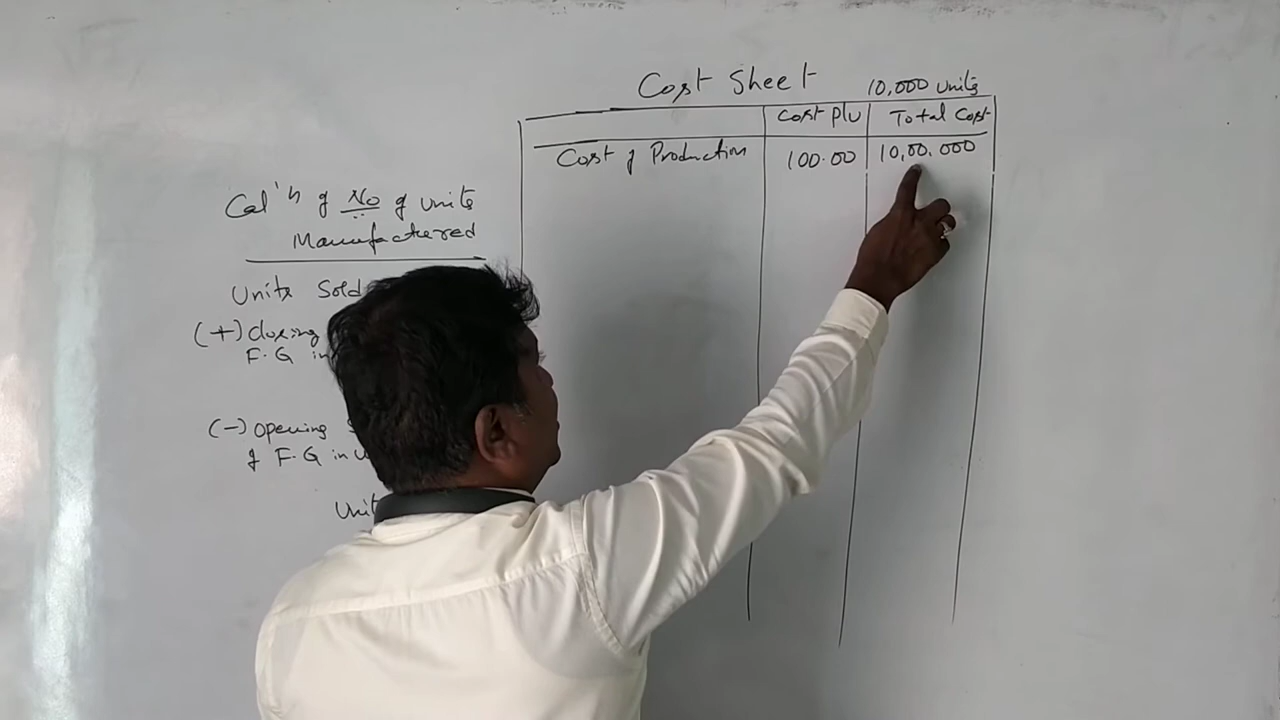 Cost Sheet
10,000 units
Cost P/U
Total Cost
Cost of Production
100.00
10,00,000
Cal'n of No of units
Manufactured
Units Sold
(+) Closing
F.G in
(-) Opening
of F.G in